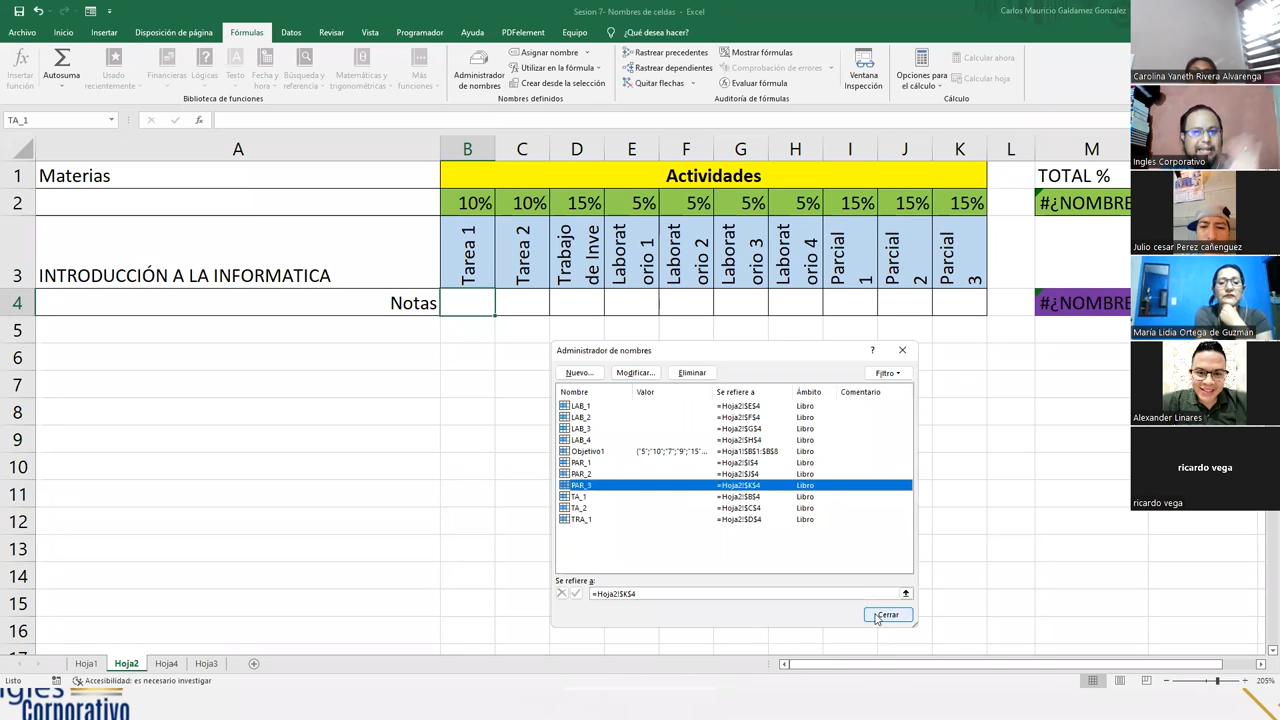 Sesion 7- Nombres de celdas - Excel
Carlos Mauricio Galdamez Gonzalez
Archivo Inicio Insertar Disposición de página Fórmulas Datos Revisar Vista Programador Ayuda PDFelement Equipo ¿Qué desea hacer?
Insertar función
Autosuma
Usado recientemente
Financieras
Lógicas
Texto
Fecha y hora
Búsqueda y referencia
Matemáticas y trigonométricas
Más funciones
Biblioteca de funciones
Administrador de nombres
Asignar nombre
Utilizar en la fórmula
Crear desde la selección
Nombres definidos
Rastrear precedentes
Rastrear dependientes
Quitar flechas
Mostrar fórmulas
Comprobación de errores
Evaluar fórmula
Auditoría de fórmulas
Ventana Inspección
Opciones para el cálculo
Calcular ahora
Calcular hoja
Cálculo
TA_1
fx
A B C D E F G H I J K L M
1 Materias Actividades TOTAL %
2 10% 10% 15% 5% 5% 5% 5% 15% 15% 15% #¿NOMBRE
3 INTRODUCCIÓN A LA INFORMATICA Tarea 1 Tarea 2 Trabajo de Inve Laborat orio 1 Laborat orio 2 Laborat orio 3 Laborat orio 4 Parcial 1 Parcial 2 Parcial 3
4 Notas #¿NOMBRE
5
6
7
8
9
10
11
12
13
14
15
16
Administrador de nombres ?
Nuevo... Modificar... Eliminar Filtro
Nombre Valor Se refiere a Ámbito Comentario
LAB_1 =Hoja2!$E$4 Libro
LAB_2 =Hoja2!$F$4 Libro
LAB_3 =Hoja2!$G$4 Libro
LAB_4 =Hoja2!$H$4 Libro
Objetivo1 {"5";"10";"7";"9";"15"... =Hoja1!$B$1:$B$8 Libro
PAR_1 =Hoja2!$I$4 Libro
PAR_2 =Hoja2!$J$4 Libro
PAR_3 =Hoja2!$K$4 Libro
TA_1 =Hoja2!$B$4 Libro
TA_2 =Hoja2!$C$4 Libro
TRA_1 =Hoja2!$D$4 Libro
Se refiere a:
=Hoja2!$K$4
Cerrar
Hoja1 Hoja2 Hoja4 Hoja3
Listo Accesibilidad: es necesario investigar 205%
Ingles
Corporativo
Carolina Yaneth Rivera Alvarenga
Ingles Corporativo
Julio cesar Perez cañenguez
María Lidia Ortega de Guzmán
Alexander Linares
ricardo vega
ricardo vega